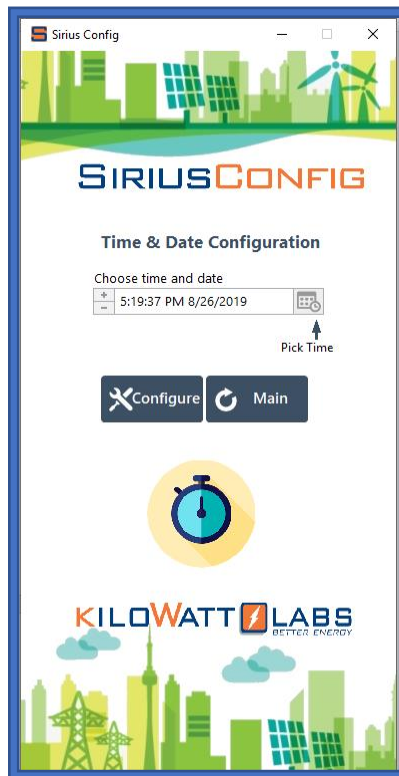 Sirius Config
SIRIUSCONFIG
Time & Date Configuration
Choose time and date
5:19:37 PM 8/26/2019
Pick Time
Configure Main
KILOWATT LABS
BETTER ENERGY